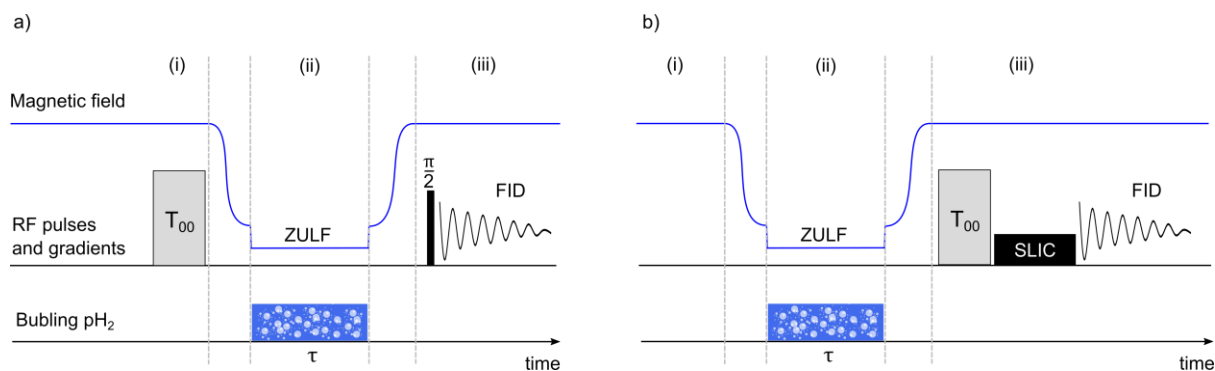 a)
(i) (ii) (iii)
Magnetic field
π/2
FID
T₀₀
RF pulses
and gradients
ZULF
Bubling pH₂
τ
time
b)
(i) (ii) (iii)
FID
T₀₀
ZULF
SLIC
τ
time